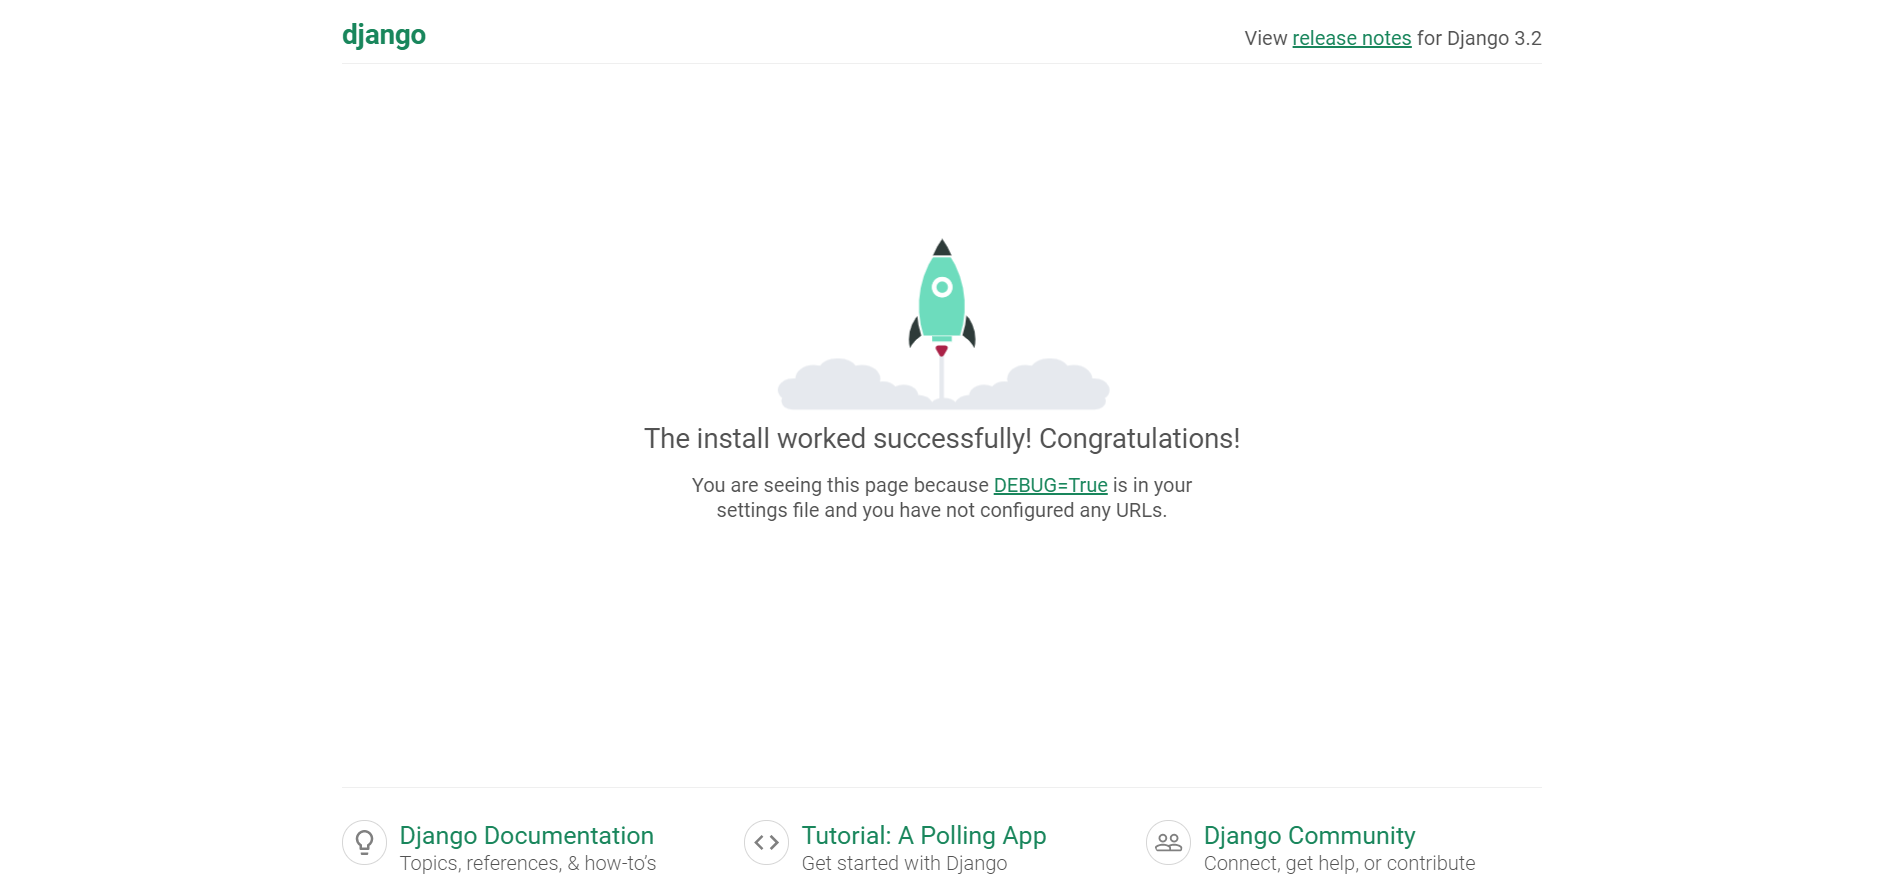 django
View release notes for Django 3.2
The install worked successfully! Congratulations!
You are seeing this page because DEBUG=True is in your
settings file and you have not configured any URLs.
Django Documentation
Topics, references, & how-to’s
Tutorial: A Polling App
Get started with Django
Django Community
Connect, get help, or contribute